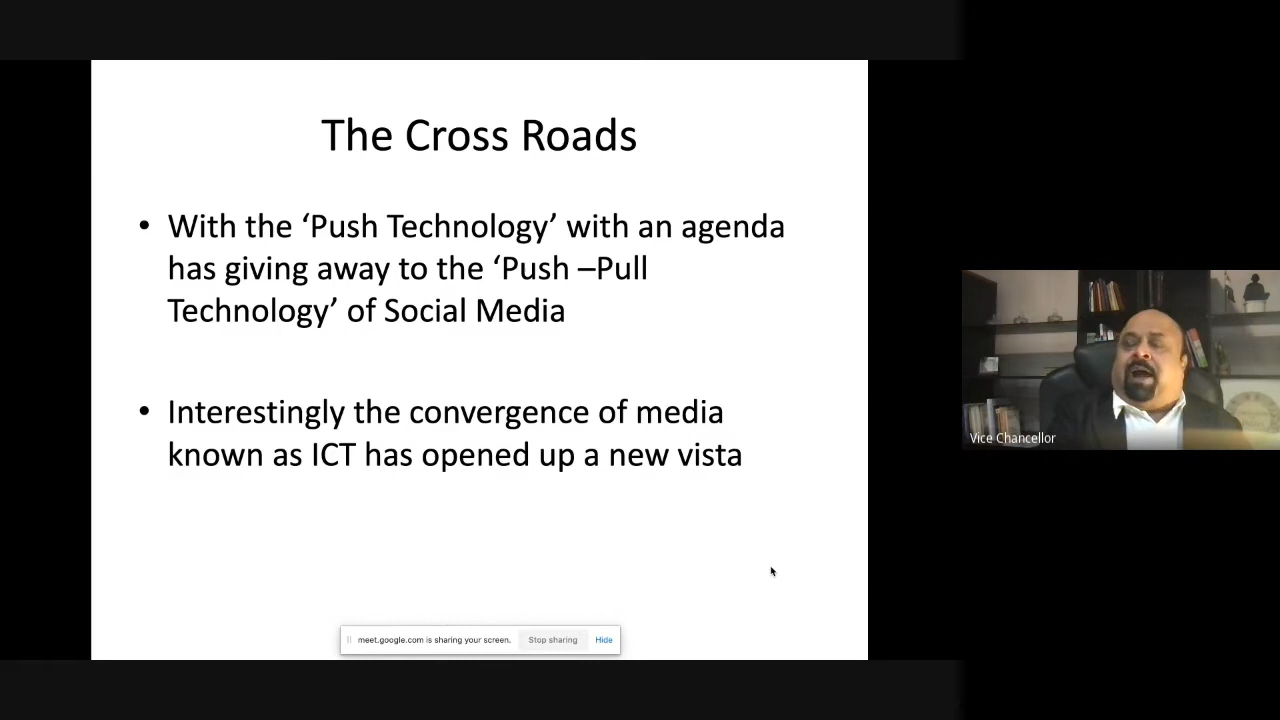 The Cross Roads
• With the ‘Push Technology’ with an agenda
has giving away to the ‘Push –Pull
Technology’ of Social Media
• Interestingly the convergence of media
known as ICT has opened up a new vista
Vice Chancellor
meet.google.com is sharing your screen. Stop sharing Hide